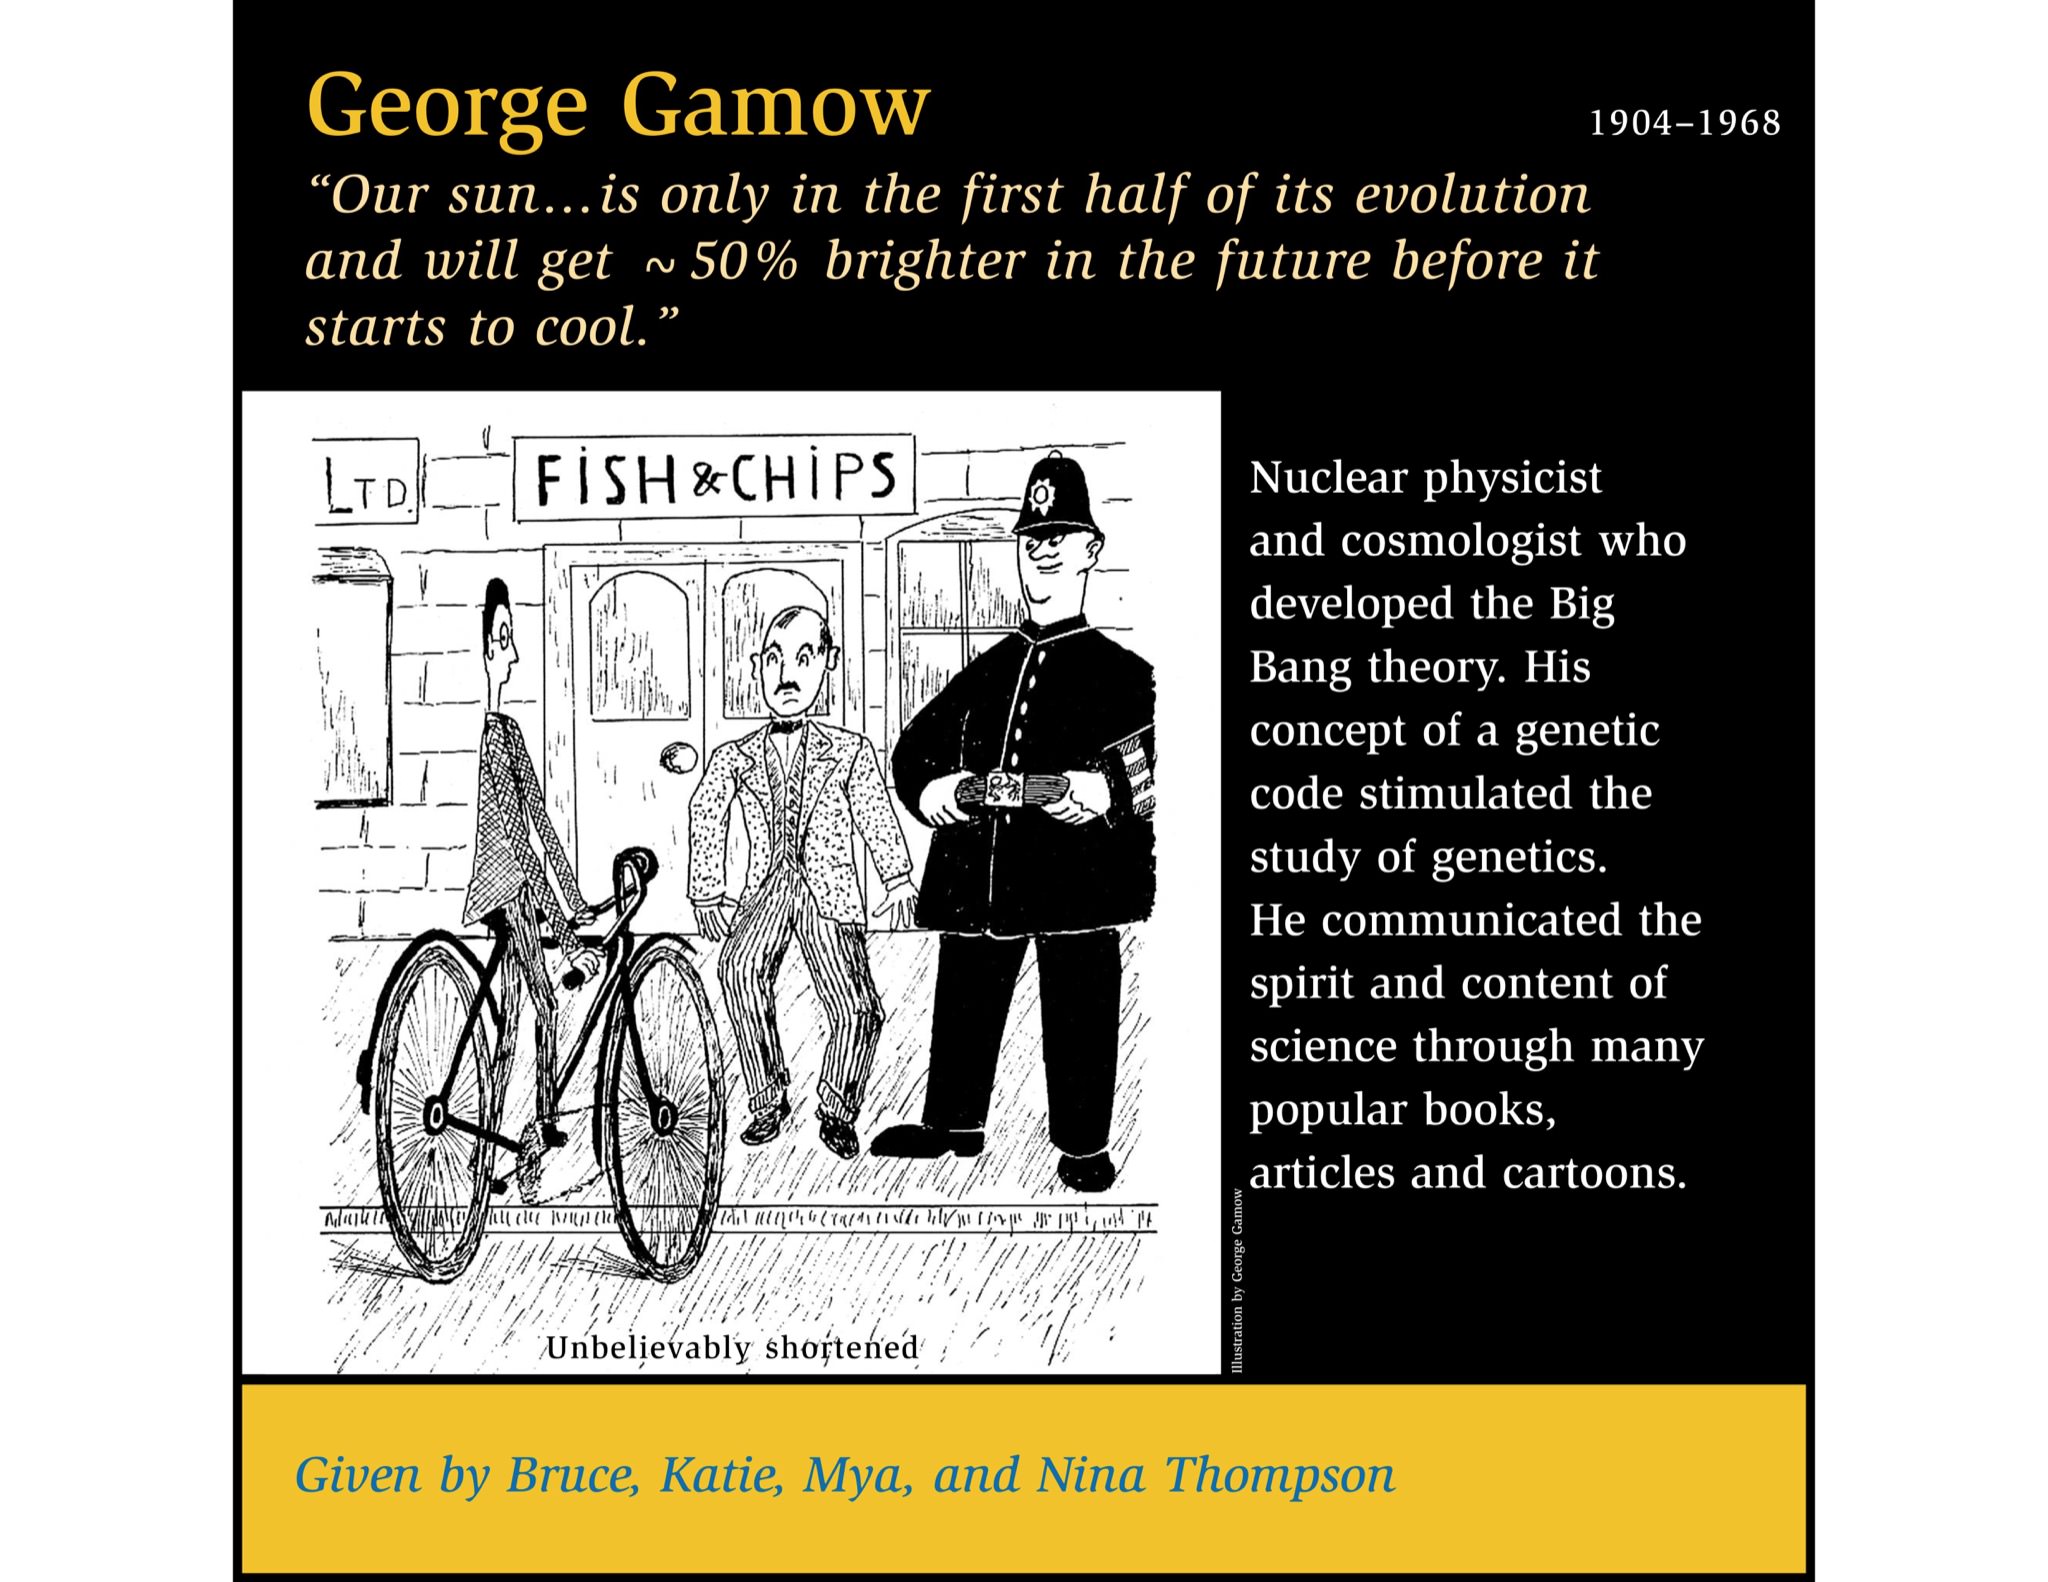 George Gamow
1904–1968
“Our sun...is only in the first half of its evolution
and will get ~50% brighter in the future before it
starts to cool.”
LTD.
FiSH & CHiPS
Nuclear physicist
and cosmologist who
developed the Big
Bang theory. His
concept of a genetic
code stimulated the
study of genetics.
He communicated the
spirit and content of
science through many
popular books,
articles and cartoons.
Illustration by George Gamow
Unbelievably shortened
Given by Bruce, Katie, Mya, and Nina Thompson